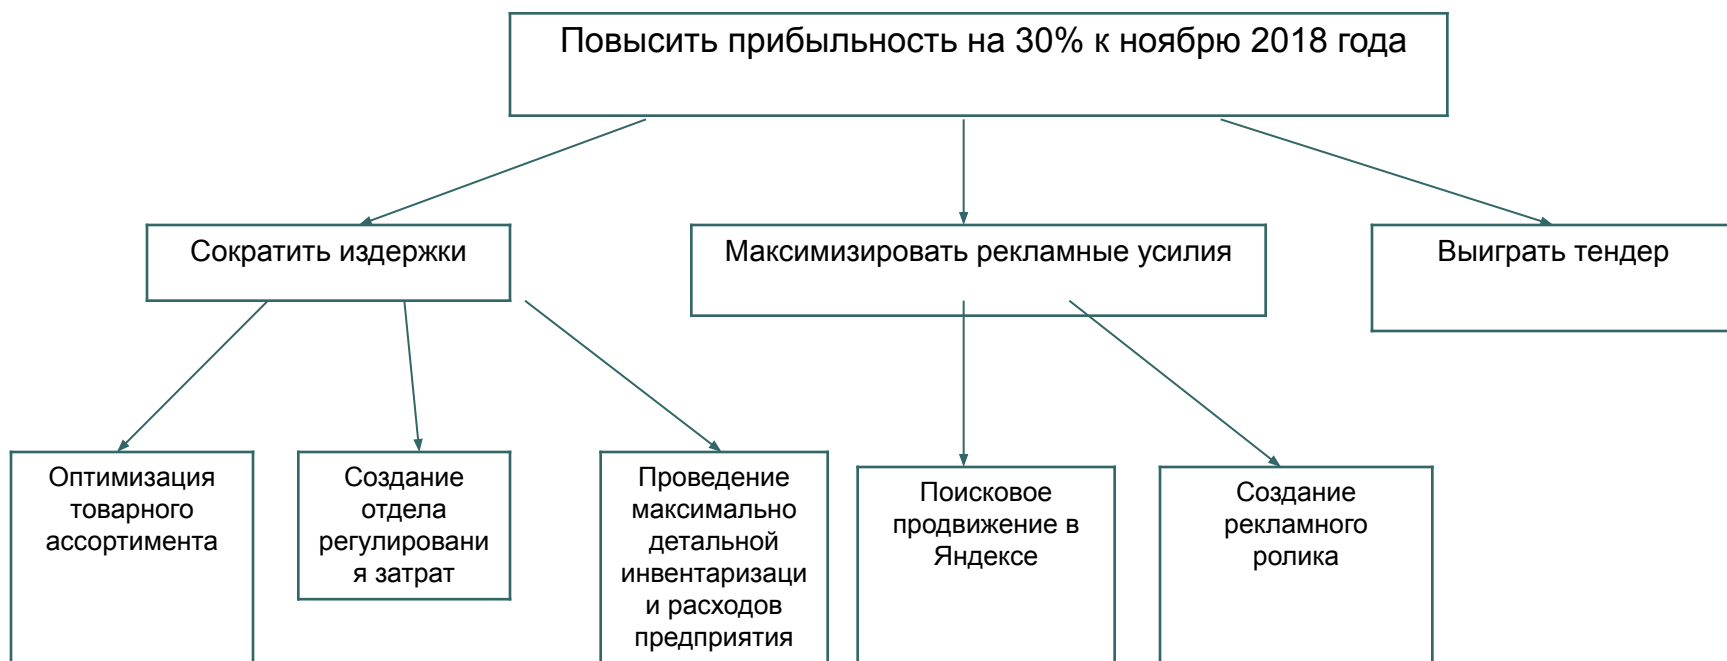 Повысить прибыльность на 30% к ноябрю 2018 года
Сократить издержки
Максимизировать рекламные усилия
Выиграть тендер
Оптимизация
товарного
ассортимента
Создание
отдела
регулировани
я затрат
Проведение
максимально
детальной
инвентаризаци
и расходов
предприятия
Поисковое
продвижение в
Яндексе
Создание
рекламного
ролика